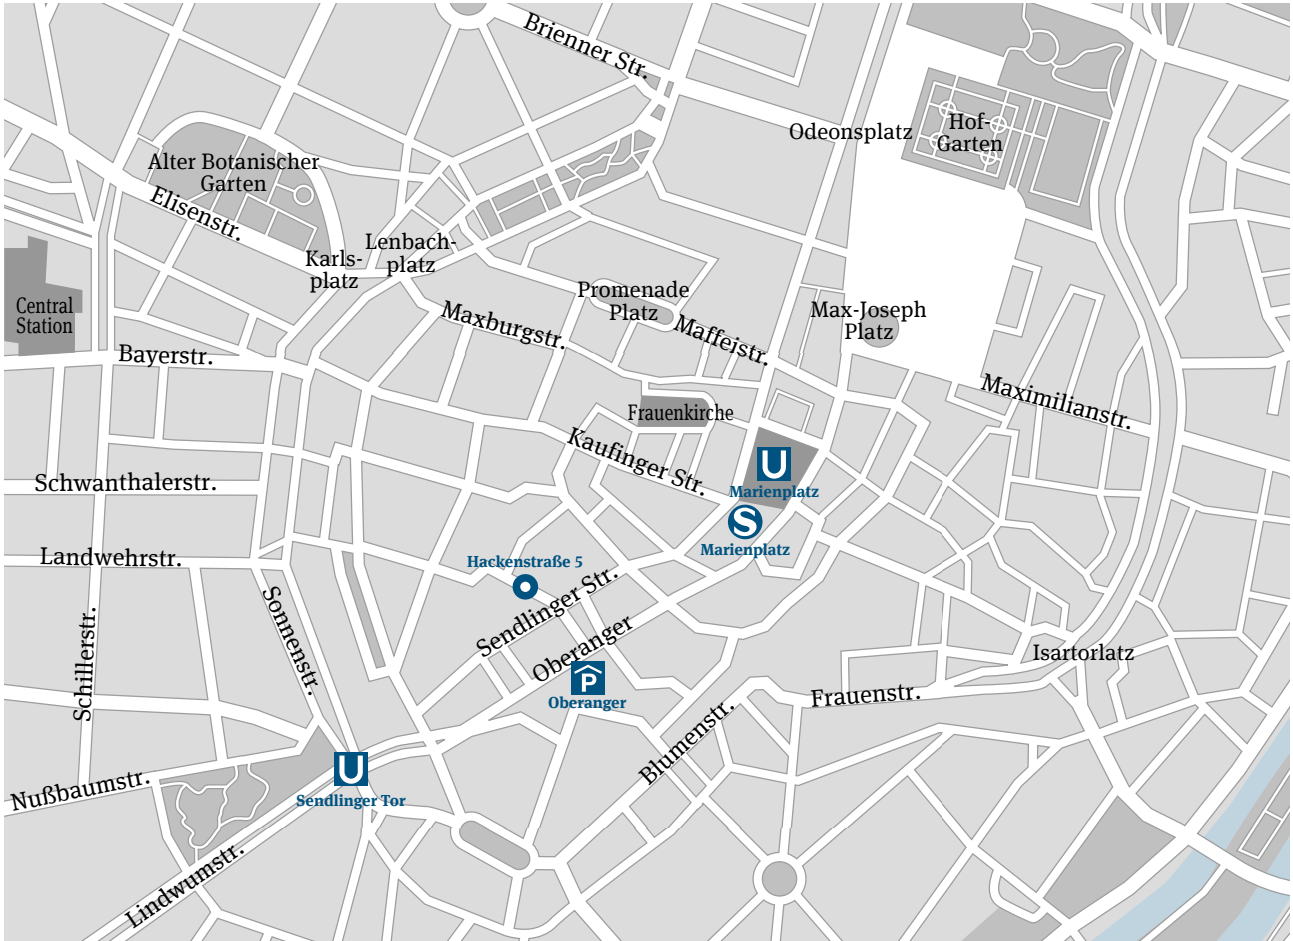 Brienner Str.
Odeonsplatz
Hof-
Garten
Alter Botanischer
Garten
Elisenstr.
Lenbach-
platz
Karls-
platz
Central
Station
Promenade
Platz
Max-Joseph
Platz
Maxburgstr.
Maffeistr.
Bayerstr.
Maximilianstr.
Frauenkirche
Kaufinger Str.
U
Marienplatz
S
Marienplatz
Schwanthalerstr.
Landwehrstr.
Hackenstraße 5
Sendlinger Str.
Sonnenstr.
Schillerstr.
Oberanger
P
Oberanger
Isartorlatz
Frauenstr.
Blumenstr.
U
Sendlinger Tor
Nußbaumstr.
Lindwumstr.